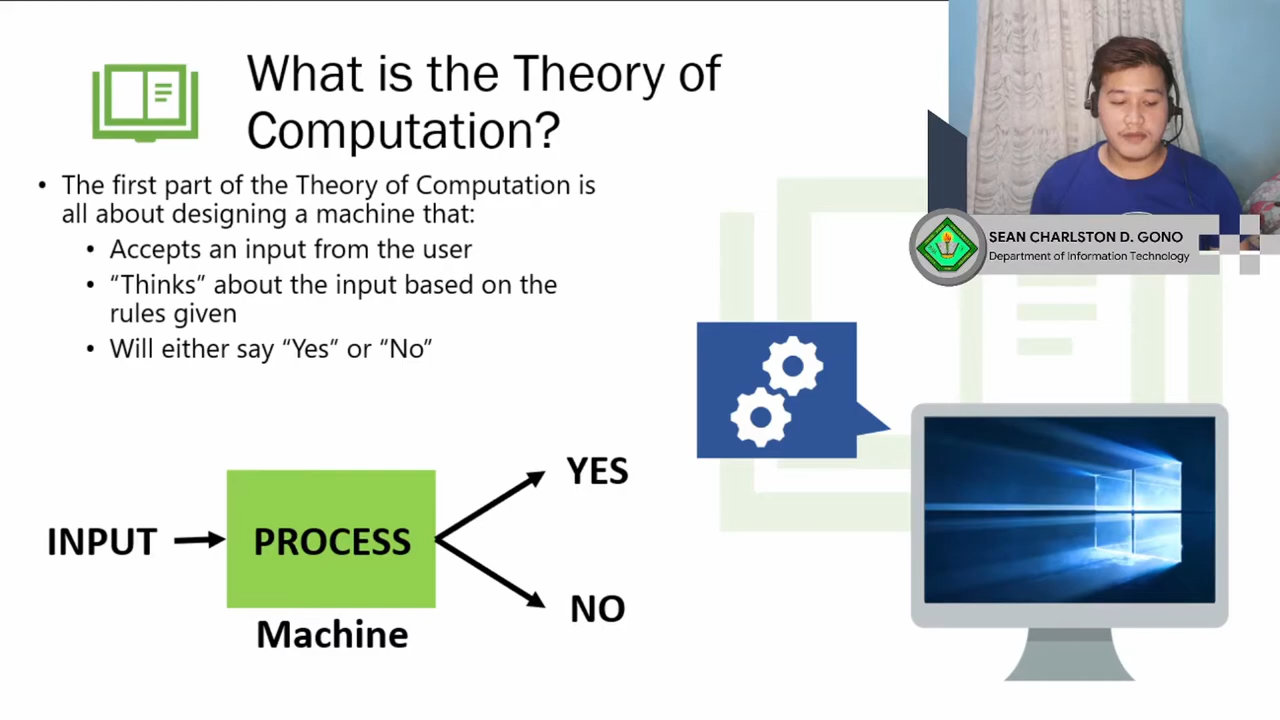 What is the Theory of
Computation?
• The first part of the Theory of Computation is
all about designing a machine that:
• Accepts an input from the user
• “Thinks” about the input based on the
rules given
• Will either say “Yes” or “No”
SEAN CHARLSTON D. GONO
Department of Information Technology
YES
INPUT
PROCESS
NO
Machine